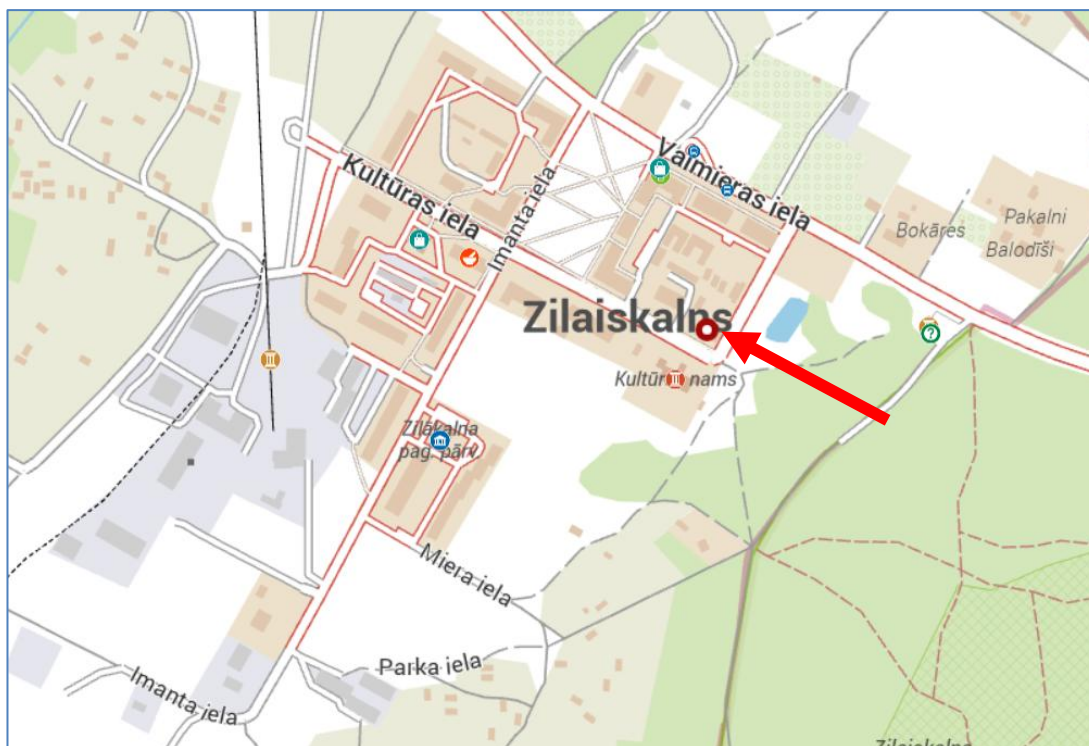 Valmieras iela
Kultūras iela
Imanta iela
Pakalni
Bokāres
Balodīši
Zilaiskalns
Kultūr nams
?
Zilākalna
pag. pārv.
Miera iela
Parka iela
Imanta iela